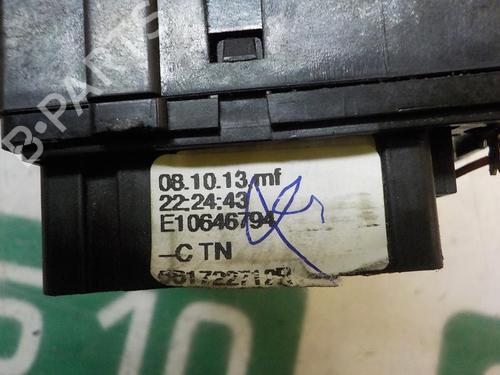 B-PARTS
08.10.13/mf
22:24:43
E10646794
-C TN